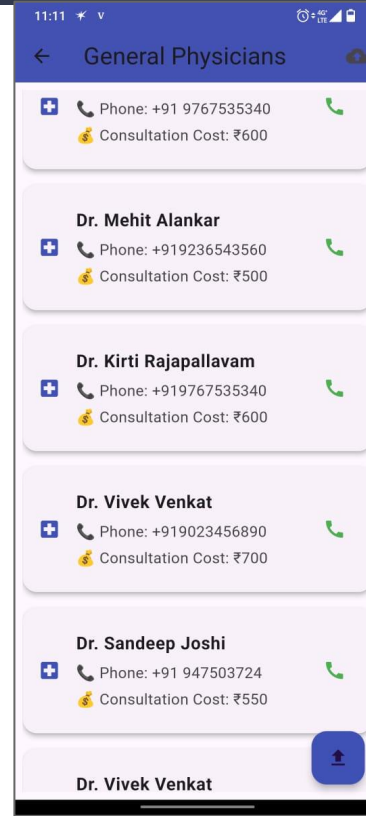 11:11 V 4G+ LTE
General Physicians
Phone: +91 9767535340
Consultation Cost: ₹600
Dr. Mehit Alankar
Phone: +919236543560
Consultation Cost: ₹500
Dr. Kirti Rajapallavam
Phone: +919767535340
Consultation Cost: ₹600
Dr. Vivek Venkat
Phone: +919023456890
Consultation Cost: ₹700
Dr. Sandeep Joshi
Phone: +91 947503724
Consultation Cost: ₹550
Dr. Vivek Venkat